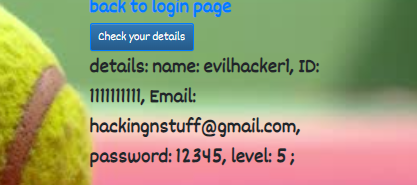 back to login page
Check your details
details: name: evilhacker1, ID:
1111111111, Email:
hackingnstuff@gmail.com,
password: 12345, level: 5 ;